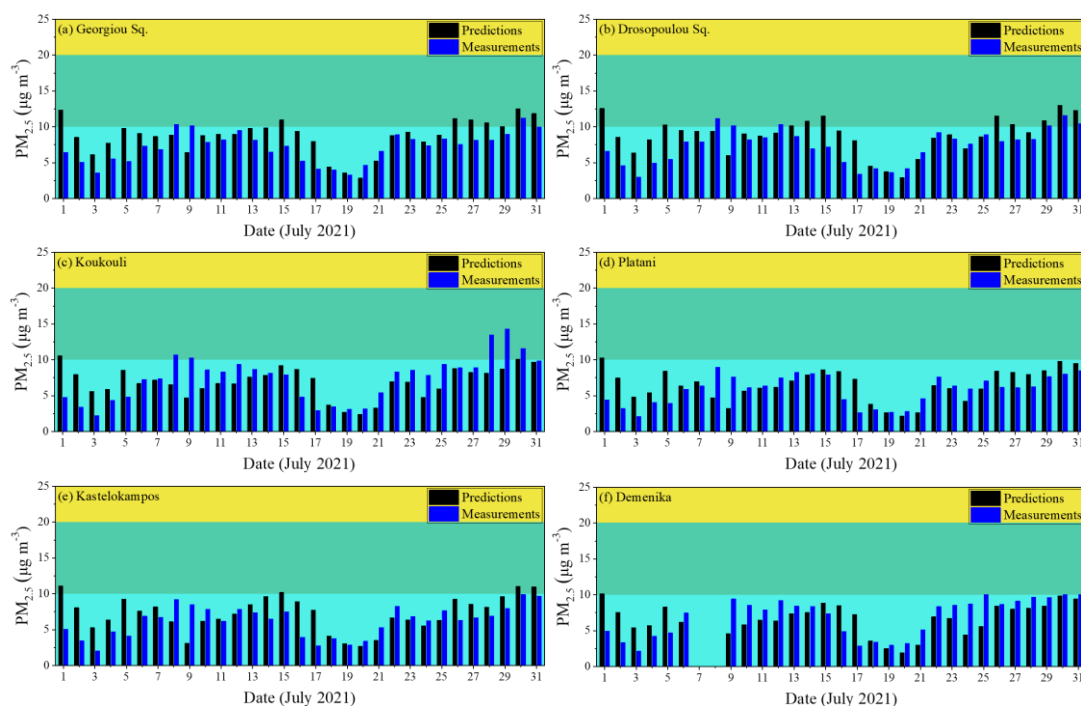 (a) Georgiou Sq.
Predictions
Measurements
PM2.5 (μg m-3)
25
20
15
10
5
0
1 3 5 7 9 11 13 15 17 19 21 23 25 27 29 31
Date (July 2021)
(b) Drosopoulou Sq.
Predictions
Measurements
PM2.5 (μg m-3)
25
20
15
10
5
0
1 3 5 7 9 11 13 15 17 19 21 23 25 27 29 31
Date (July 2021)
(c) Koukouli
Predictions
Measurements
PM2.5 (μg m-3)
25
20
15
10
5
0
1 3 5 7 9 11 13 15 17 19 21 23 25 27 29 31
Date (July 2021)
(d) Platani
Predictions
Measurements
PM2.5 (μg m-3)
25
20
15
10
5
0
1 3 5 7 9 11 13 15 17 19 21 23 25 27 29 31
Date (July 2021)
(e) Kastelokampos
Predictions
Measurements
PM2.5 (μg m-3)
25
20
15
10
5
0
1 3 5 7 9 11 13 15 17 19 21 23 25 27 29 31
Date (July 2021)
(f) Demenika
Predictions
Measurements
PM2.5 (μg m-3)
25
20
15
10
5
0
1 3 5 7 9 11 13 15 17 19 21 23 25 27 29 31
Date (July 2021)